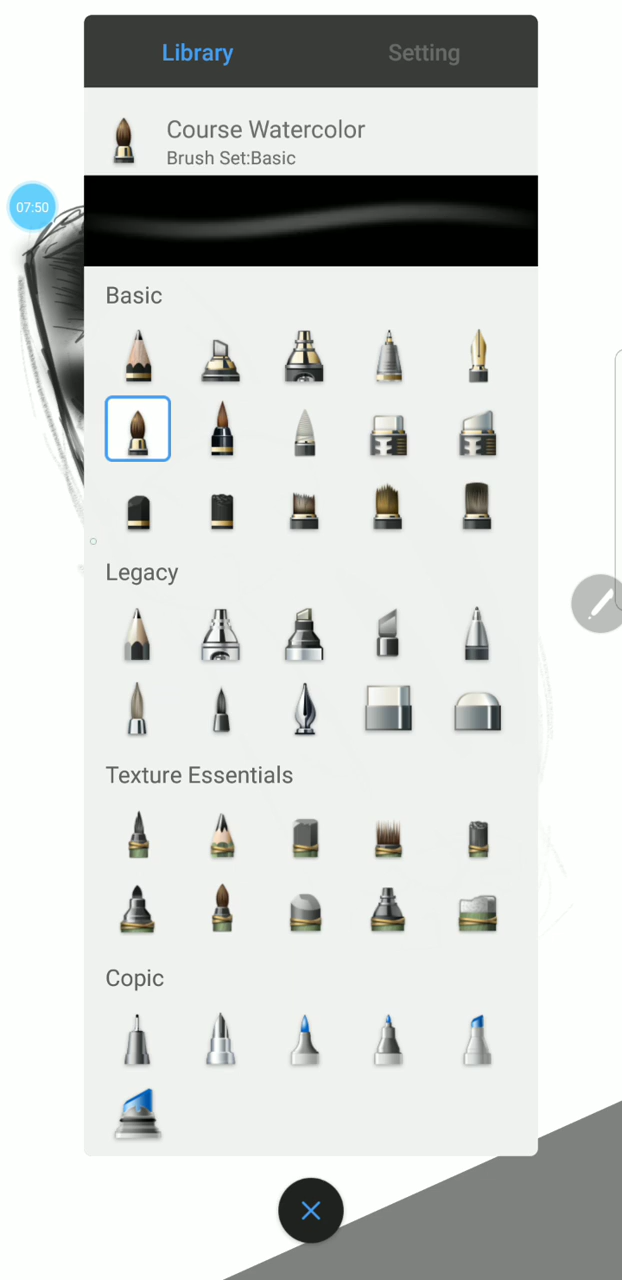 Library
Setting
Course Watercolor
Brush Set:Basic
07:50
Basic
Legacy
Texture Essentials
Copic